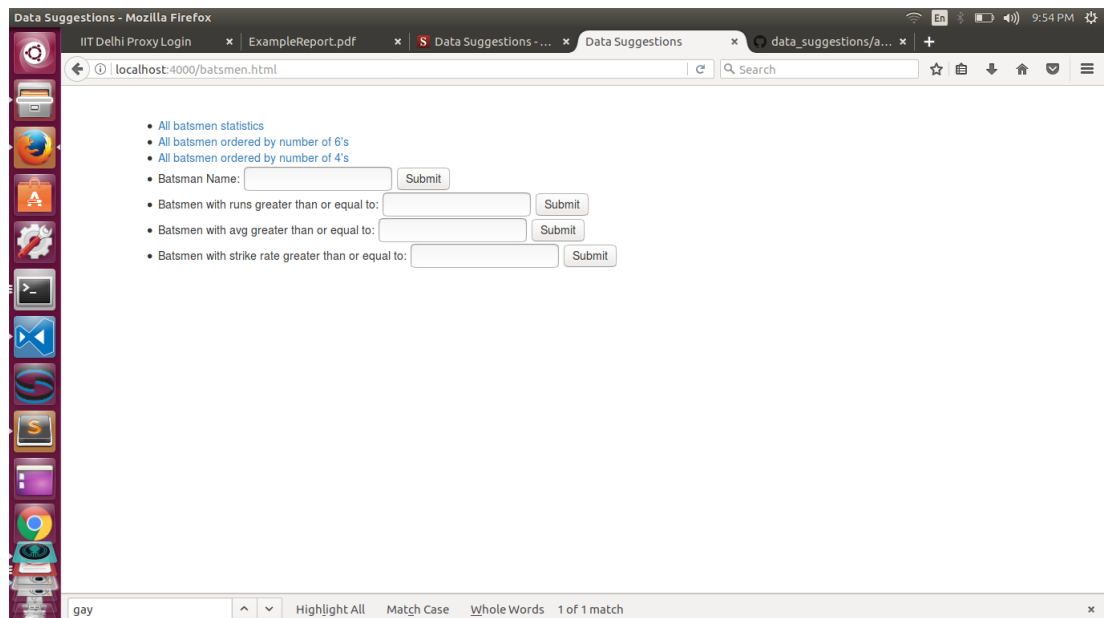 Data Suggestions - Mozilla Firefox
En
9:54 PM
IIT Delhi Proxy Login
ExampleReport.pdf
S Data Suggestions - ...
Data Suggestions
data_suggestions/a...
localhost:4000/batsmen.html
Search
All batsmen statistics
All batsmen ordered by number of 6's
All batsmen ordered by number of 4's
Batsman Name: Submit
Batsmen with runs greater than or equal to: Submit
Batsmen with avg greater than or equal to: Submit
Batsmen with strike rate greater than or equal to: Submit
gay Highlight All Match Case Whole Words 1 of 1 match